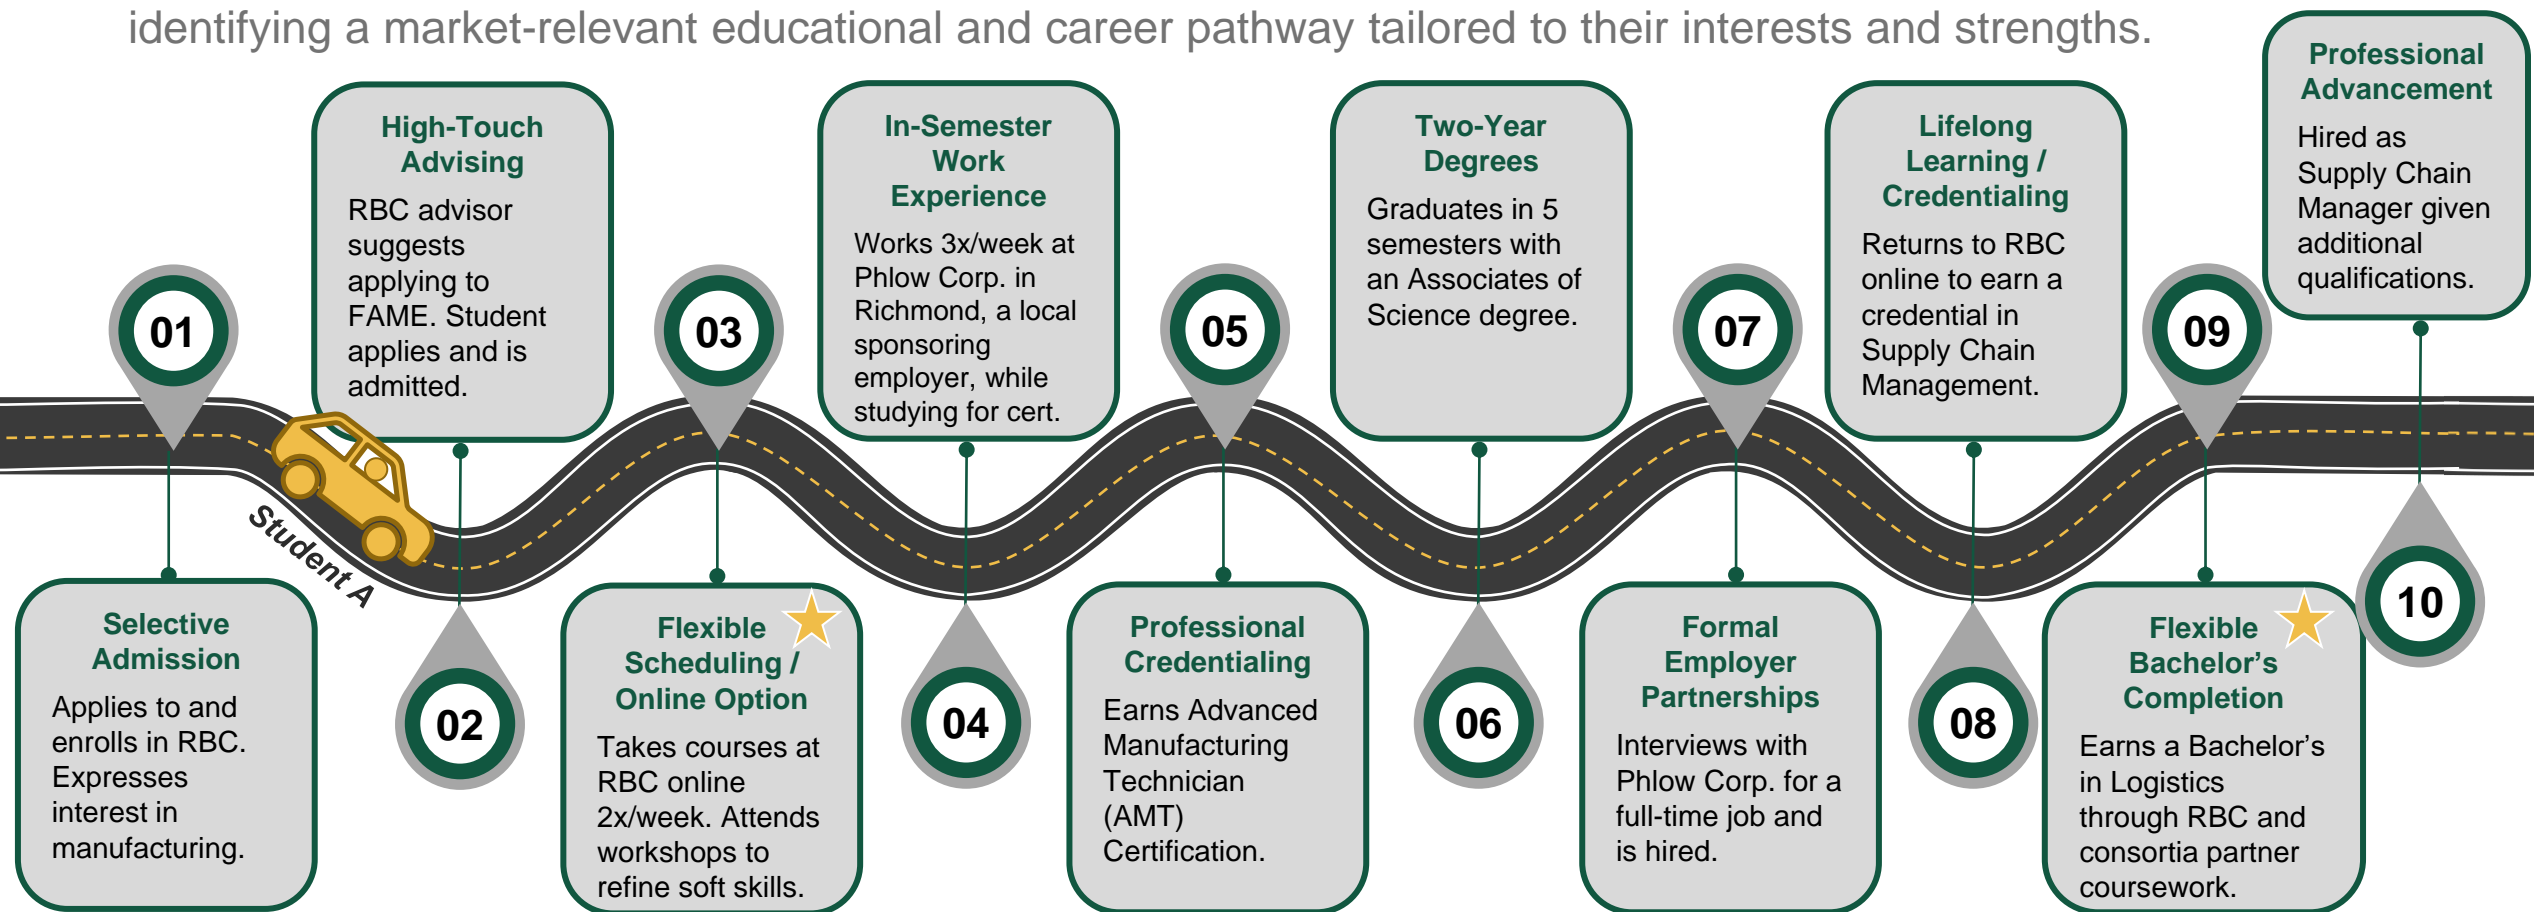 identifying a market-relevant educational and career pathway tailored to their interests and strengths.
01
Selective
Admission
Applies to and
enrolls in RBC.
Expresses
interest in
manufacturing.
Student A
High-Touch
Advising
RBC advisor
suggests
applying to
FAME. Student
applies and is
admitted.
02
03
Flexible
Scheduling /
Online Option
Takes courses at
RBC online
2x/week. Attends
workshops to
refine soft skills.
In-Semester
Work
Experience
Works 3x/week at
Phlow Corp. in
Richmond, a local
sponsoring
employer, while
studying for cert.
04
05
Professional
Credentialing
Earns Advanced
Manufacturing
Technician
(AMT)
Certification.
Two-Year
Degrees
Graduates in 5
semesters with
an Associates of
Science degree.
06
07
Formal
Employer
Partnerships
Interviews with
Phlow Corp. for a
full-time job and
is hired.
Lifelong
Learning /
Credentialing
Returns to RBC
online to earn a
credential in
Supply Chain
Management.
08
09
Flexible
Bachelor's
Completion
Earns a Bachelor's
in Logistics
through RBC and
consortia partner
coursework.
Professional
Advancement
Hired as
Supply Chain
Manager given
additional
qualifications.
10